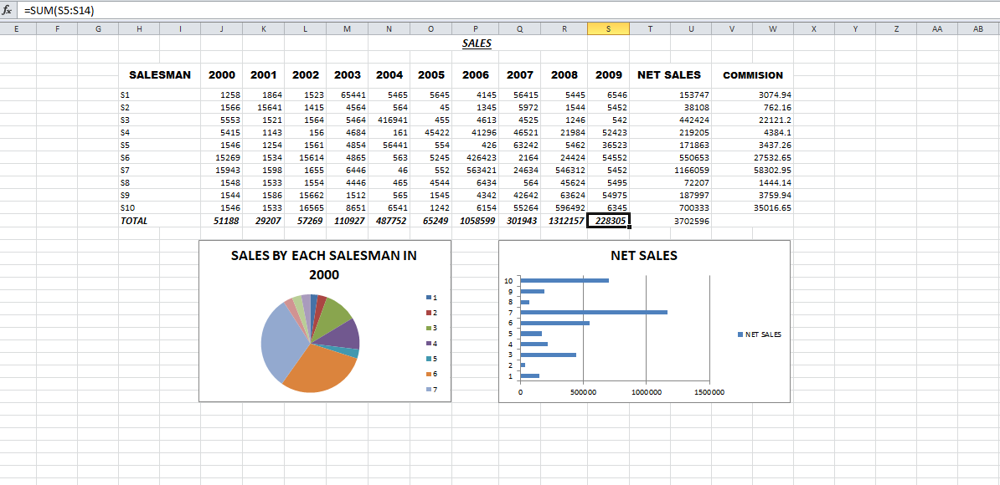 fx =SUM(S5:S14)
E F G H I J K L M N O P Q R S T U V W X Y Z AA AB
SALES
SALESMAN 2000 2001 2002 2003 2004 2005 2006 2007 2008 2009 NET SALES COMMISION
S1 1258 1864 1523 65441 5465 5645 4145 56415 5445 6546 153747 3074.94
S2 1566 15641 1415 4564 564 45 1345 5972 1544 5452 38108 762.16
S3 5553 1521 1564 5464 416941 455 4613 4525 1246 542 442424 22121.2
S4 5415 1143 156 4684 161 45422 41296 46521 21984 52423 219205 4384.1
S5 1546 1254 1561 4854 56441 554 426 63242 5462 36523 171863 3437.26
S6 15269 1534 15614 4865 563 5245 426423 2164 24424 54552 550653 27532.65
S7 15943 1598 1655 6446 46 552 563421 24634 546312 5452 1166059 58302.95
S8 1548 1533 1554 4446 465 4544 6434 564 45624 5495 72207 1444.14
S9 1544 1586 15662 1512 565 1545 4342 42642 63624 54975 187997 3759.94
S10 1546 1533 16565 8651 6541 1242 6154 55264 596492 6345 700333 35016.65
TOTAL 51188 29207 57269 110927 487752 65249 1058599 301943 1312157 228305 3702596
SALES BY EACH SALESMAN IN
2000
1
2
3
4
5
6
7
NET SALES
10
9
8
7
6
5
4
3
2
1
0 500000 1000000 1500000
NET SALES